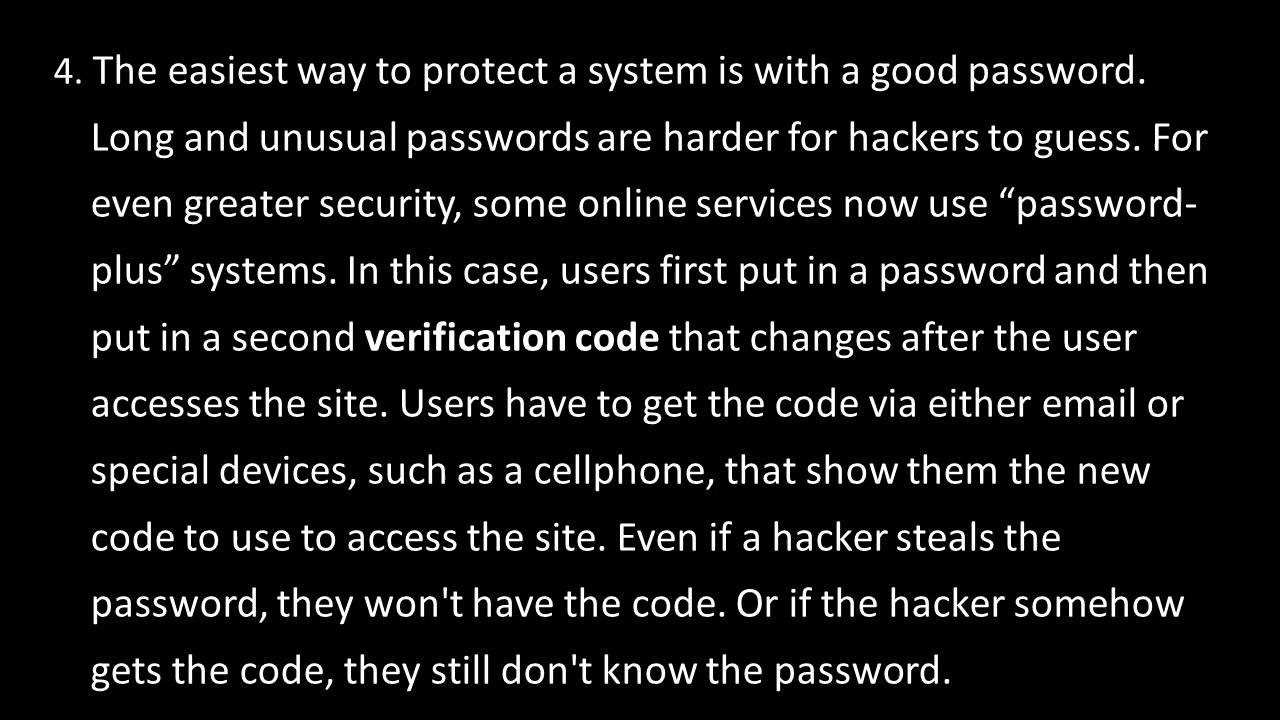 4. The easiest way to protect a system is with a good password.
Long and unusual passwords are harder for hackers to guess. For
even greater security, some online services now use “password-
plus” systems. In this case, users first put in a password and then
put in a second verification code that changes after the user
accesses the site. Users have to get the code via either email or
special devices, such as a cellphone, that show them the new
code to use to access the site. Even if a hacker steals the
password, they won't have the code. Or if the hacker somehow
gets the code, they still don't know the password.